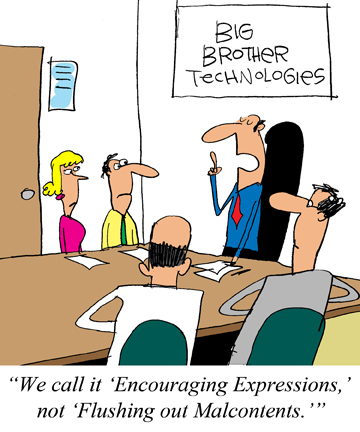 BIG
BROTHER
TECHNOLOGIES
“We call it ‘Encouraging Expressions,’
not ‘Flushing out Malcontents.’”